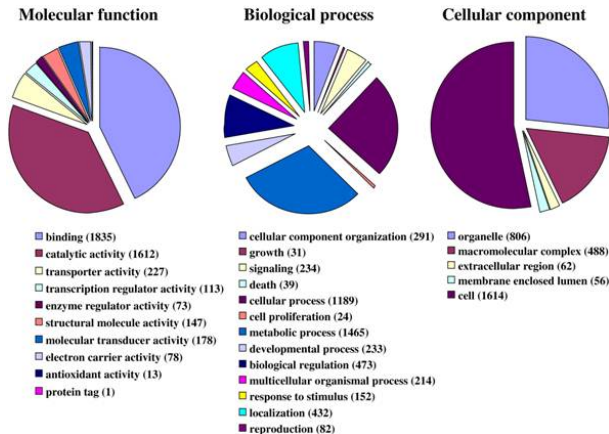 Molecular function
binding (1835)
catalytic activity (1612)
transporter activity (227)
transcription regulator activity (113)
enzyme regulator activity (73)
structural molecule activity (147)
molecular transducer activity (178)
electron carrier activity (78)
antioxidant activity (13)
protein tag (1)
Biological process
cellular component organization (291)
growth (31)
signaling (234)
death (39)
cellular process (1189)
cell proliferation (24)
metabolic process (1465)
developmental process (233)
biological regulation (473)
multicellular organismal process (214)
response to stimulus (152)
localization (432)
reproduction (82)
Cellular component
organelle (806)
macromolecular complex (488)
extracellular region (62)
membrane enclosed lumen (56)
cell (1614)